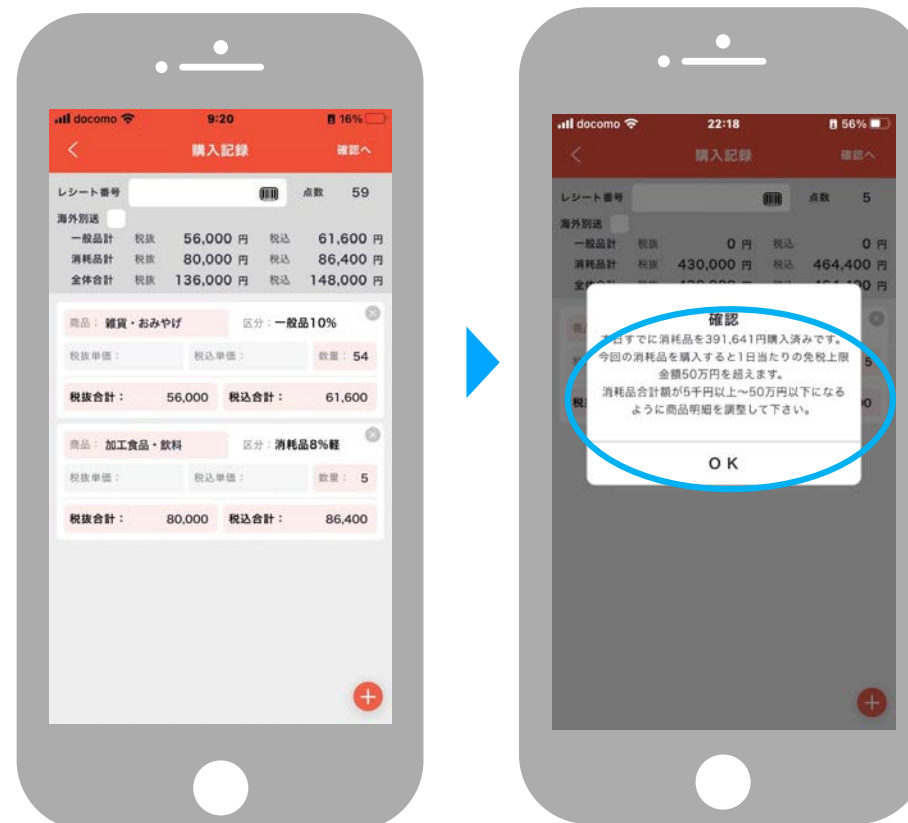 docomo 9:20 16%
購入記録 確認へ
レシート番号 点数 59
海外別送
一般品計 税抜 56,000 円 税込 61,600 円
消耗品計 税抜 80,000 円 税込 86,400 円
全体合計 税抜 136,000 円 税込 148,000 円
商品： 雑貨・おみやげ 区分：一般品10%
税抜単価： 税込単価： 数量： 54
税抜合計： 56,000 税込合計： 61,600
商品： 加工食品・飲料 区分：消耗品8%軽
税抜単価： 税込単価： 数量： 5
税抜合計： 80,000 税込合計： 86,400
docomo 22:18 56%
購入記録 確認へ
レシート番号 点数 5
海外別送
一般品計 税抜 0 円 税込 0 円
消耗品計 税抜 430,000 円 税込 464,400 円
確認
本日すでに消耗品を391,641円購入済みです。
今回の消耗品を購入すると1日当たりの免税上限
金額50万円を超えます。
消耗品合計額が5千円以上〜50万円以下になる
ように商品明細を調整して下さい。
OK